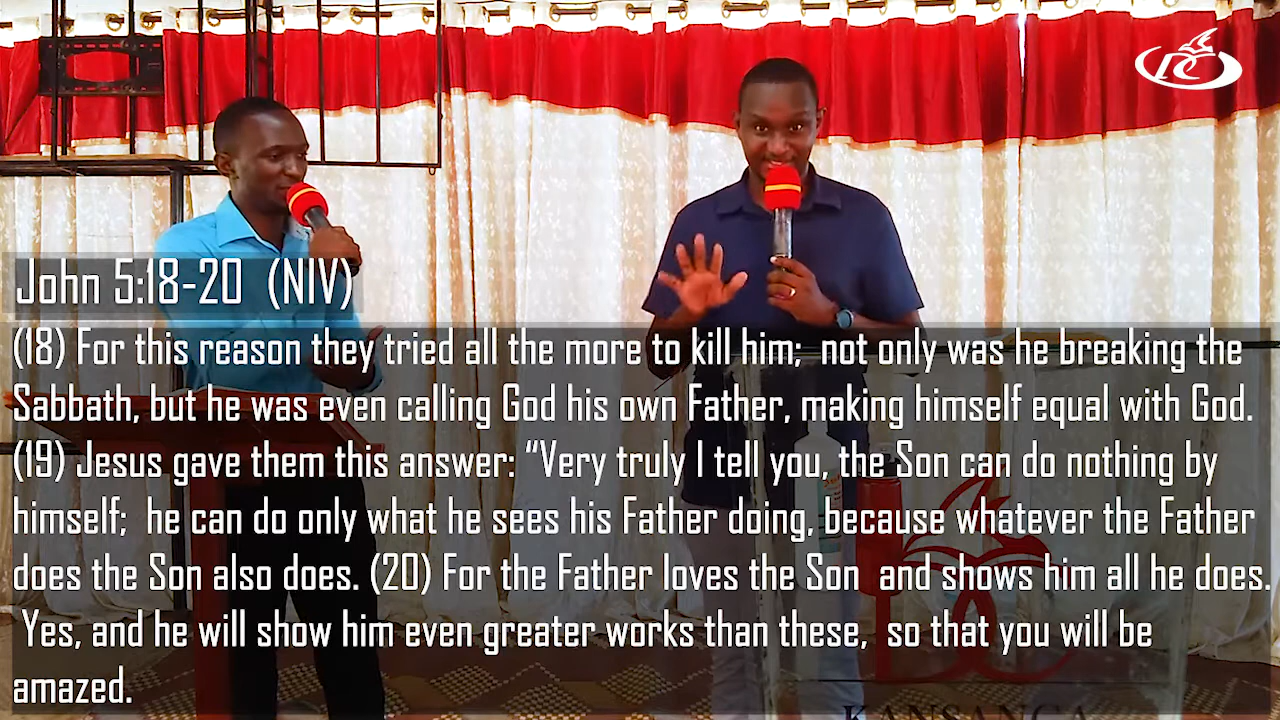 John 5:18-20 (NIV)
(18) For this reason they tried all the more to kill him; not only was he breaking the
Sabbath, but he was even calling God his own Father, making himself equal with God.
(19) Jesus gave them this answer: “Very truly I tell you, the Son can do nothing by
himself; he can do only what he sees his Father doing, because whatever the Father
does the Son also does. (20) For the Father loves the Son and shows him all he does.
Yes, and he will show him even greater works than these, so that you will be
amazed.
KANSANGA